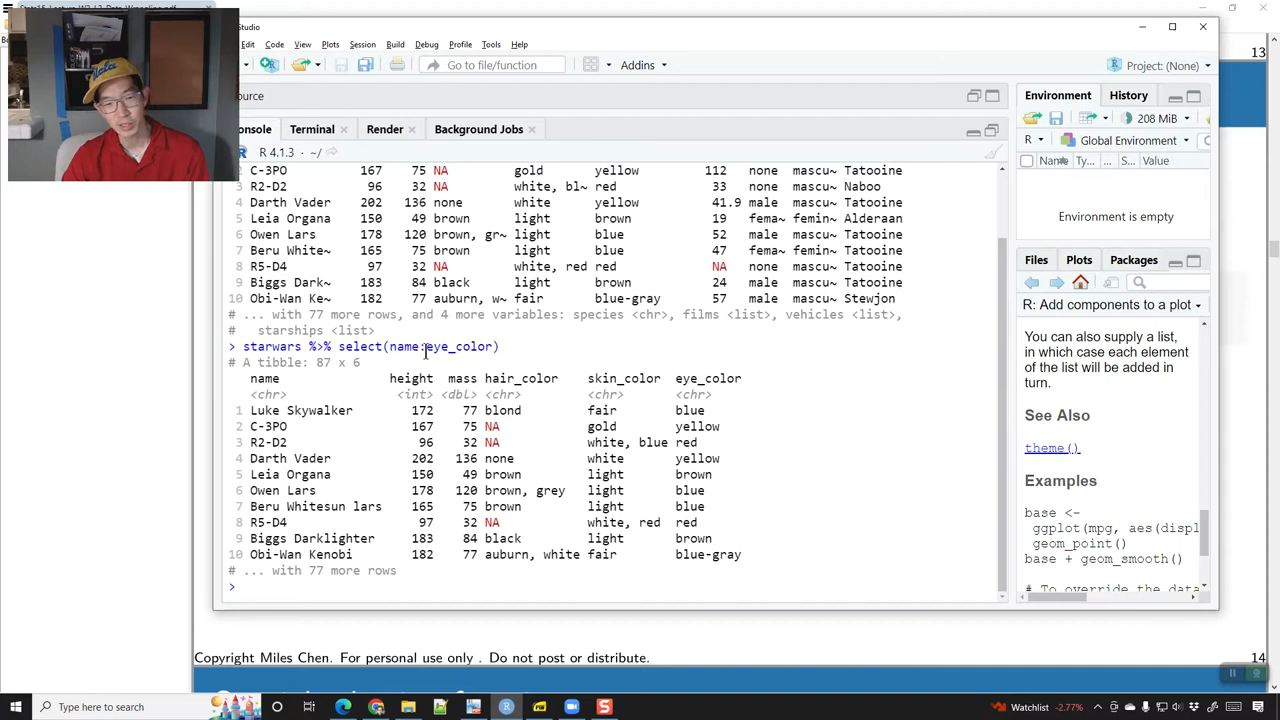 Studio
13
Edit Code View Plots Session Build Debug Profile Tools Help
Go to file/function
Addins
Project: (None)
ource
Environment History
onsole Terminal Render Background Jobs
208 MiB
R 4.1.3 · ~/
R Global Environment
Name Ty... ... Value
Environment is empty
2 C-3PO 167 75 NA gold yellow 112 none mascu~ Tatooine
3 R2-D2 96 32 NA white, bl~ red 33 none mascu~ Naboo
4 Darth Vader 202 136 none white yellow 41.9 male mascu~ Tatooine
5 Leia Organa 150 49 brown light brown 19 fema~ femin~ Alderaan
6 Owen Lars 178 120 brown, gr~ light blue 52 male mascu~ Tatooine
7 Beru White~ 165 75 brown light blue 47 fema~ femin~ Tatooine
8 R5-D4 97 32 NA white, red red NA none mascu~ Tatooine
9 Biggs Dark~ 183 84 black light brown 24 male mascu~ Tatooine
10 Obi-Wan Ke~ 182 77 auburn, w~ fair blue-gray 57 male mascu~ Stewjon
# ... with 77 more rows, and 4 more variables: species <chr>, films <list>, vehicles <list>,
# starships <list>
> starwars %>% select(name:eye_color)
# A tibble: 87 x 6
name height mass hair_color skin_color eye_color
<chr> <int> <dbl> <chr> <chr> <chr>
1 Luke Skywalker 172 77 blond fair blue
2 C-3PO 167 75 NA gold yellow
3 R2-D2 96 32 NA white, blue red
4 Darth Vader 202 136 none white yellow
5 Leia Organa 150 49 brown light brown
6 Owen Lars 178 120 brown, grey light blue
7 Beru Whitesun lars 165 75 brown light blue
8 R5-D4 97 32 NA white, red red
9 Biggs Darklighter 183 84 black light brown
10 Obi-Wan Kenobi 182 77 auburn, white fair blue-gray
# ... with 77 more rows
>
Files Plots Packages
R: Add components to a plot
You can also supply a list,
in which case each element
of the list will be added in
turn.
See Also
theme()
Examples
base <-
ggplot(mpg, aes(displ
geom_point()
base + geom_smooth()
# To override the dat
Copyright Miles Chen. For personal use only . Do not post or distribute.
14
Type here to search
Watchlist -2.77%